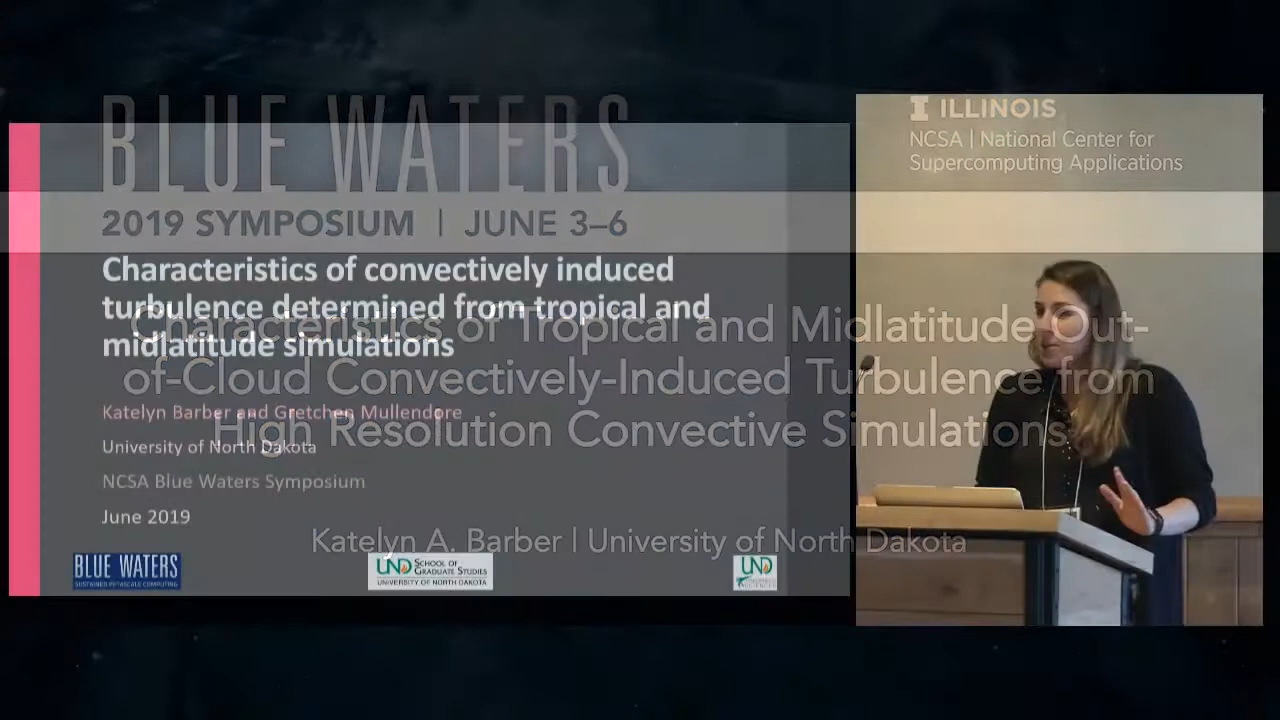 BLUE WATERS
2019 SYMPOSIUM | JUNE 3–6
ILLINOIS
NCSA | National Center for
Supercomputing Applications
Characteristics of convectively induced
turbulence determined from tropical and
midlatitude simulations
Katelyn Barber and Gretchen Mullendore
University of North Dakota
NCSA Blue Waters Symposium
June 2019
Characteristics of Tropical and Midlatitude Out-
of-Cloud Convectively-Induced Turbulence from
High Resolution Convective Simulations
Katelyn A. Barber | University of North Dakota
BLUE WATERS
SUSTAINED PETASCALE COMPUTING
UND SCHOOL OF
GRADUATE STUDIES
UNIVERSITY OF NORTH DAKOTA
UND